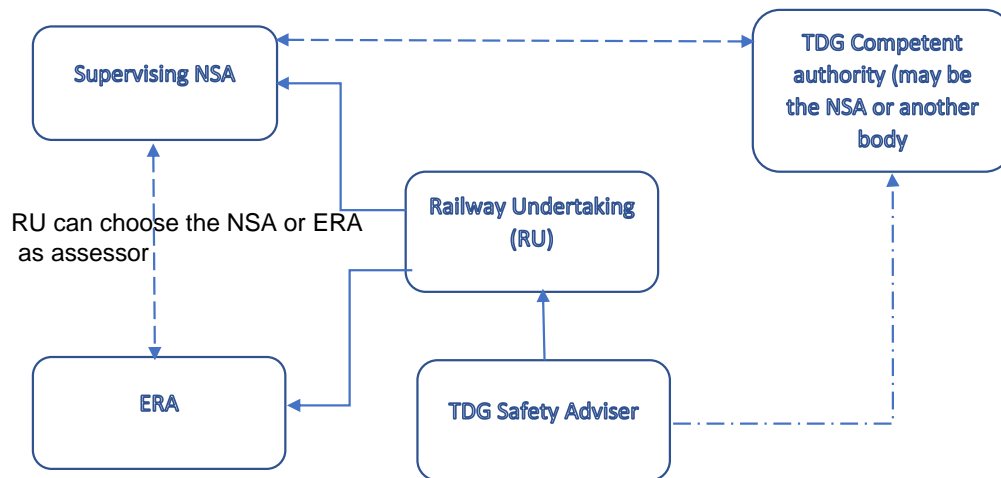 Supervising NSA
TDG Competent
authority (may be
the NSA or another
body
RU can choose the NSA or ERA
as assessor
Railway Undertaking
(RU)
ERA
TDG Safety Adviser